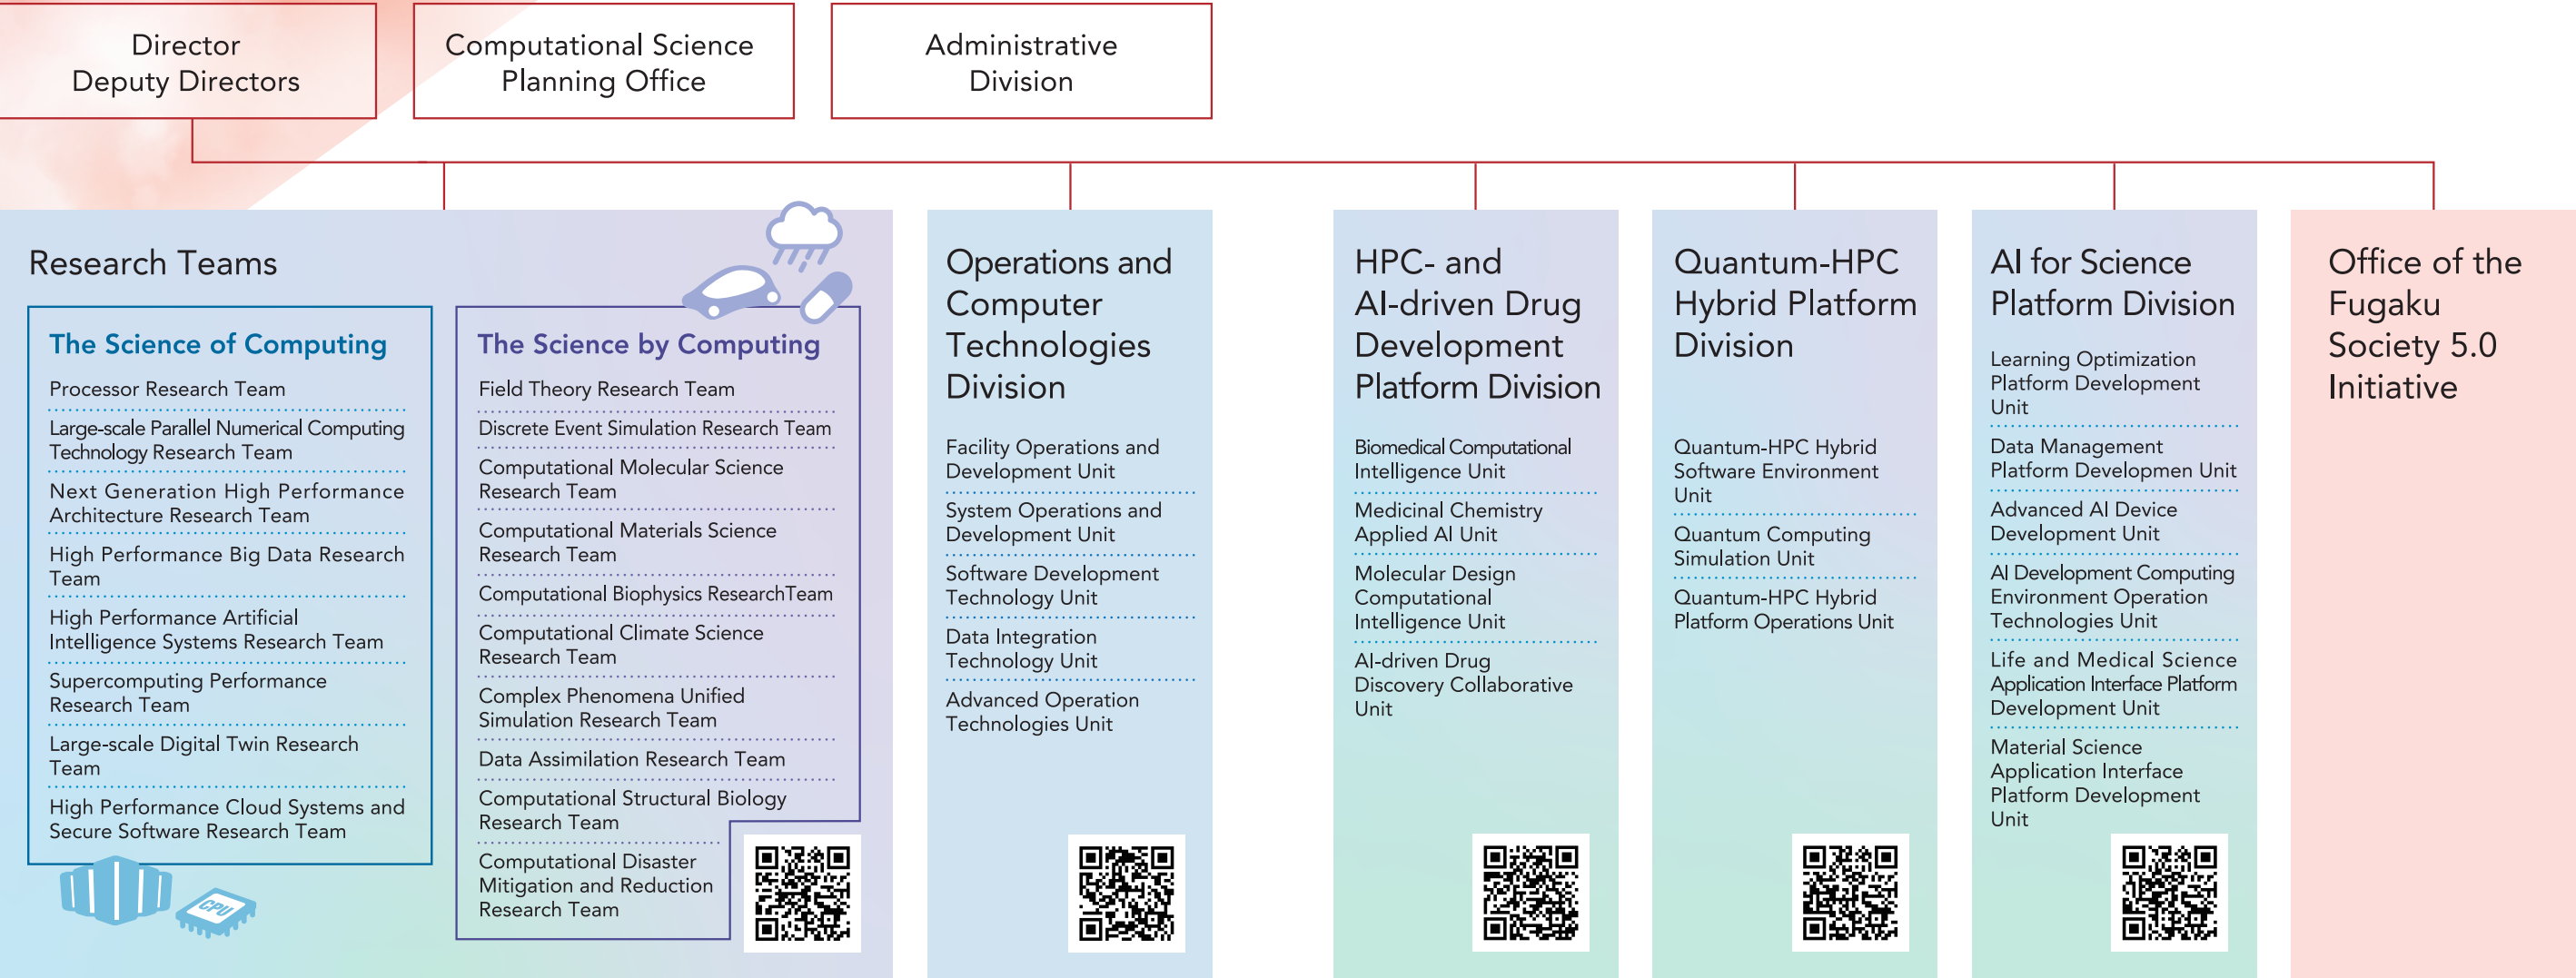 Director
Deputy Directors
Computational Science
Planning Office
Administrative
Division
Research Teams
The Science of Computing
Processor Research Team
Large-scale Parallel Numerical Computing
Technology Research Team
Next Generation High Performance
Architecture Research Team
High Performance Big Data Research
Team
High Performance Artificial
Intelligence Systems Research Team
Supercomputing Performance
Research Team
Large-scale Digital Twin Research
Team
High Performance Cloud Systems and
Secure Software Research Team
CPU
The Science by Computing
Field Theory Research Team
Discrete Event Simulation Research Team
Computational Molecular Science
Research Team
Computational Materials Science
Research Team
Computational Biophysics ResearchTeam
Computational Climate Science
Research Team
Complex Phenomena Unified
Simulation Research Team
Data Assimilation Research Team
Computational Structural Biology
Research Team
Computational Disaster
Mitigation and Reduction
Research Team
Operations and
Computer
Technologies
Division
Facility Operations and
Development Unit
System Operations and
Development Unit
Software Development
Technology Unit
Data Integration
Technology Unit
Advanced Operation
Technologies Unit
HPC- and
AI-driven Drug
Development
Platform Division
Biomedical Computational
Intelligence Unit
Medicinal Chemistry
Applied AI Unit
Molecular Design
Computational
Intelligence Unit
AI-driven Drug
Discovery Collaborative
Unit
Quantum-HPC
Hybrid Platform
Division
Quantum-HPC Hybrid
Software Environment
Unit
Quantum Computing
Simulation Unit
Quantum-HPC Hybrid
Platform Operations Unit
AI for Science
Platform Division
Learning Optimization
Platform Development
Unit
Data Management
Platform Developmen Unit
Advanced AI Device
Development Unit
AI Development Computing
Environment Operation
Technologies Unit
Life and Medical Science
Application Interface Platform
Development Unit
Material Science
Application Interface
Platform Development
Unit
Office of the
Fugaku
Society 5.0
Initiative